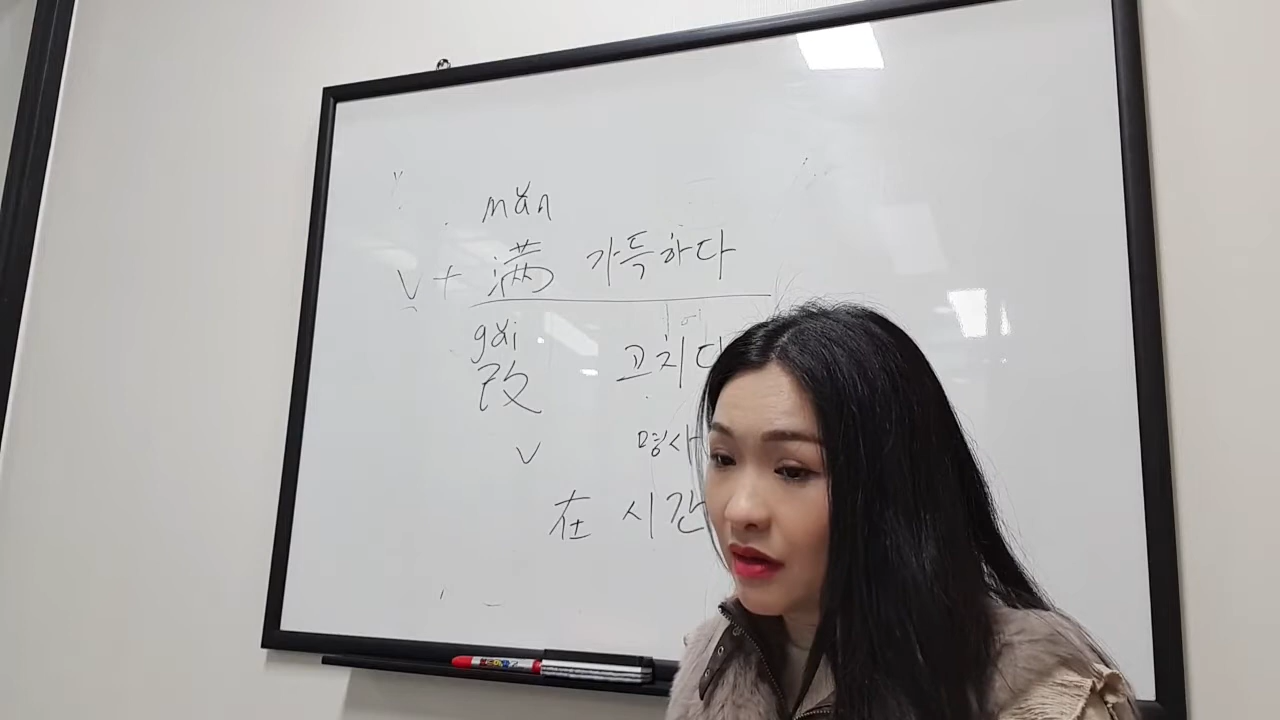 mǎn
V + 满 가득하다
gǎi
改 고치다
V 명사
在 시간